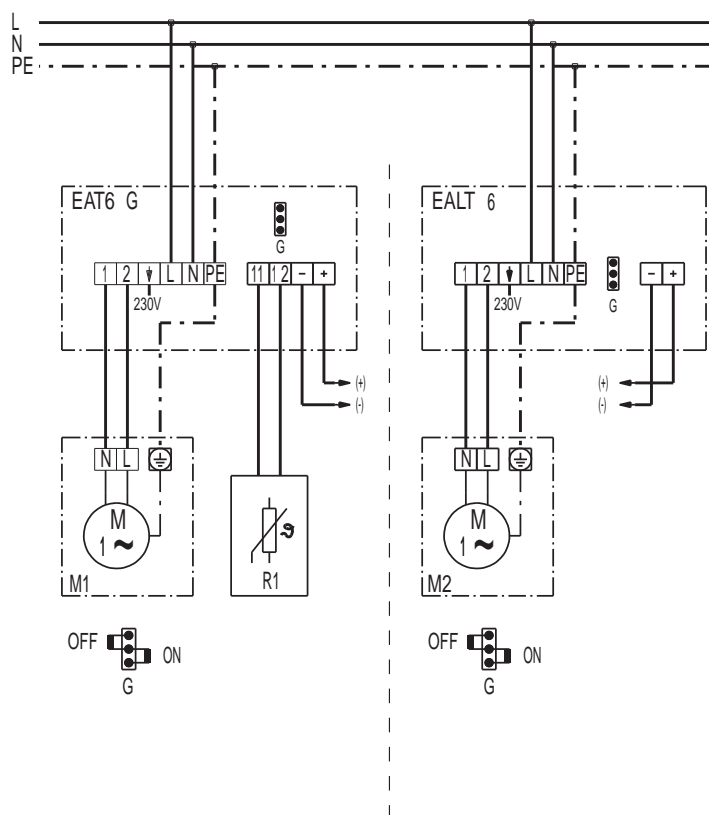 L
N
PE
EAT6 G
EALT 6
G
1 2 L N PE
11 12 − +
1 2 L N PE
− +
230V
230V
G
(+)
(-)
(+)
(-)
N L
N L
M
1 ~
M
1 ~
M1
R1
ϑ
M2
OFF
ON
G
OFF
ON
G